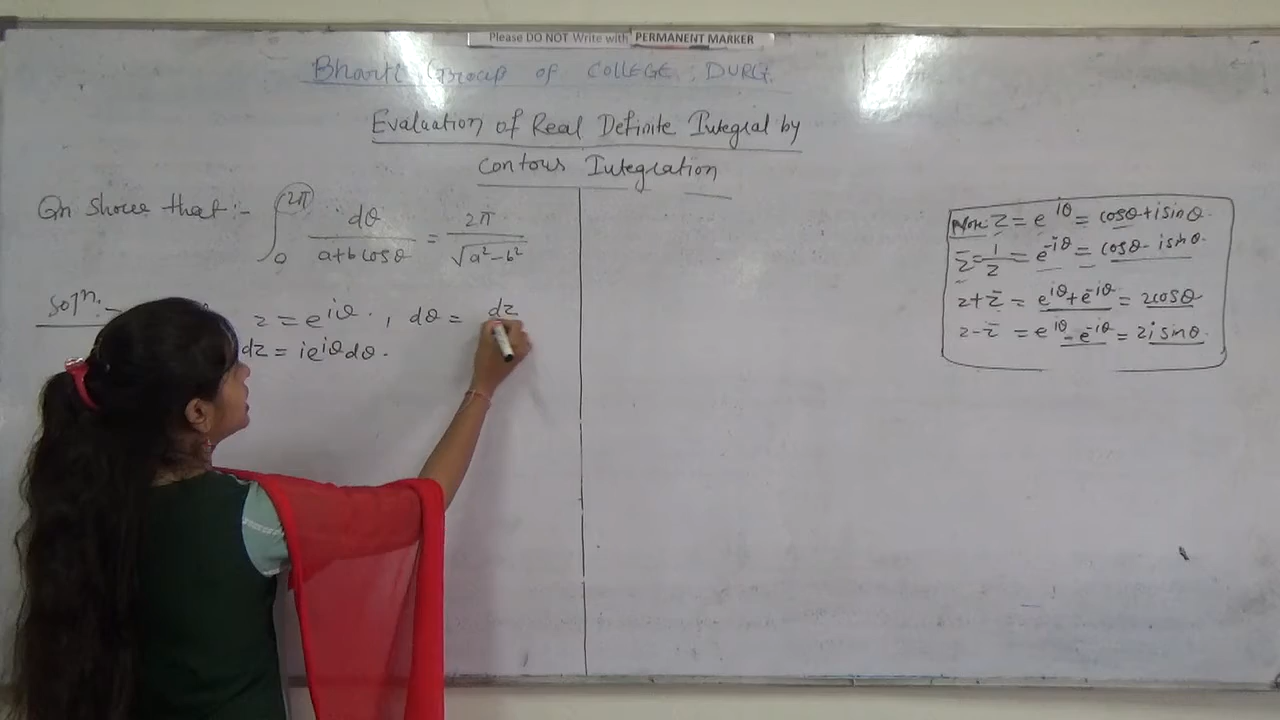 Please DO NOT Write with PERMANENT MARKER
Bharti Group of COLLEGE, DURG.
Evaluation of Real Definite Integral by
Contour Integration
Qn Show that :- ∫₀^{2π} dθ/(a+b cosθ) = 2π/√(a²-b²)
Solⁿ:-
z = e^{iθ}. , dθ = dz
dz = ie^{iθ}dθ.
Note z = e^{iθ} = cosθ+isinθ.
z̄ = 1/z = e^{-iθ} = cosθ-isinθ.
z+z̄ = e^{iθ}+e^{-iθ} = 2cosθ
z-z̄ = e^{iθ}-e^{-iθ} = 2isinθ.